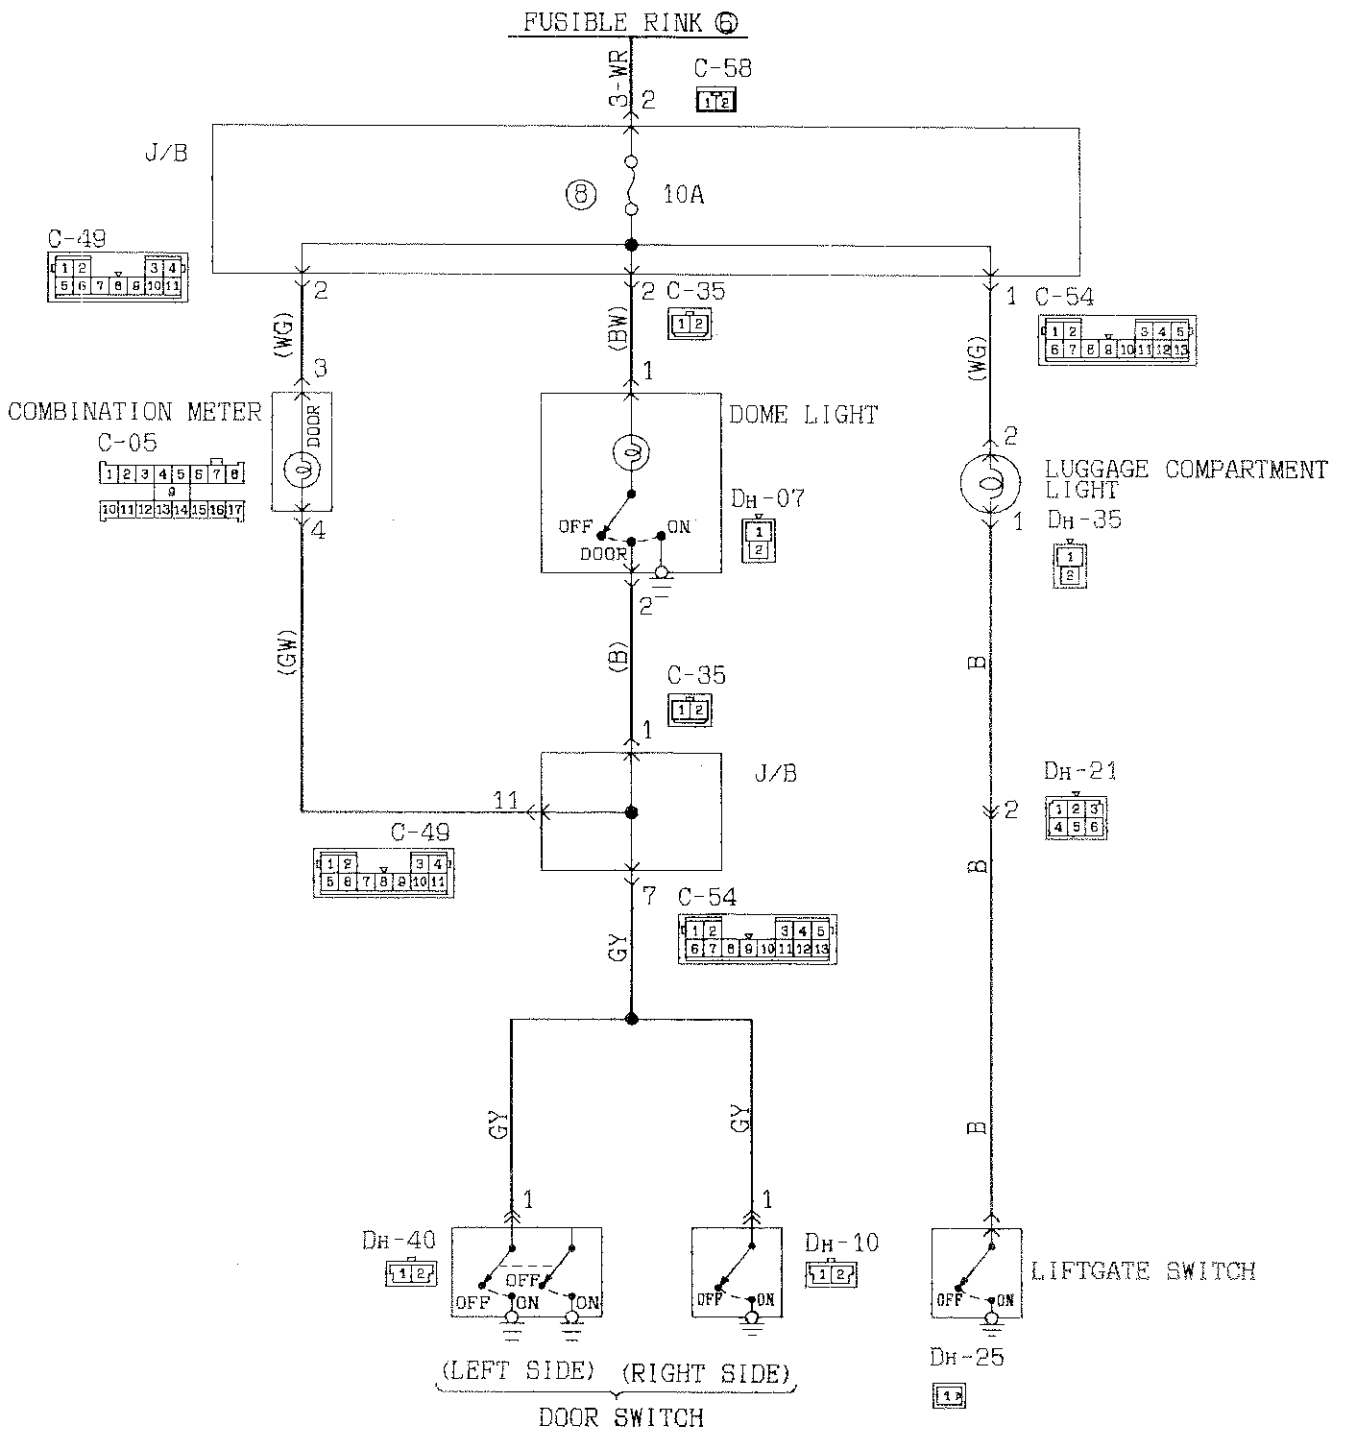 FUSIBLE RINK ⑥
3-WR
2
C-58
1 2
J/B
⑧ 10A
C-49
1 2 3 4
5 6 7 8 9 10 11
2
2 C-35
1 2
1 C-54
1 2 3 4 5
6 7 8 9 10 11 12 13
(WG)
(BW)
(WG)
3
1
2
COMBINATION METER
C-05
1 2 3 4 5 6 7 8
9
10 11 12 13 14 15 16 17
DOOR
4
DOME LIGHT
OFF ON
DOOR
DH-07
1
2
2
LUGGAGE COMPARTMENT
LIGHT
1 DH-35
1
2
(GW)
(B)
B
C-35
1 2
1
J/B
11
C-49
1 2 3 4
5 6 7 8 9 10 11
DH-21
1 2 3
4 5 6
2
B
7 C-54
1 2 3 4 5
6 7 8 9 10 11 12 13
GY
GY
GY
B
1
1
DH-40
1 2
OFF
OFF ON ON
DH-10
1 2
OFF ON
LIFTGATE SWITCH
OFF ON
DH-25
1
(LEFT SIDE) (RIGHT SIDE)
DOOR SWITCH